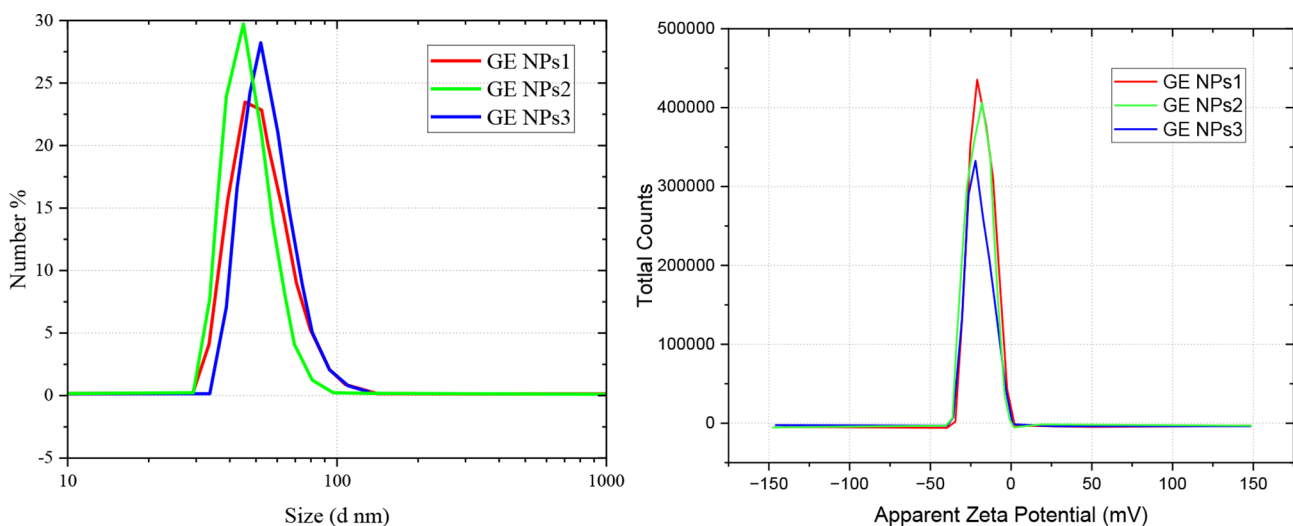 30
25
20
15
10
5
0
-5
Number %
10
100
1000
Size (d nm)
GE NPs1
GE NPs2
GE NPs3
500000
400000
300000
200000
100000
0
Totlal Counts
−150
−100
−50
0
50
100
150
Apparent Zeta Potential (mV)
GE NPs1
GE NPs2
GE NPs3